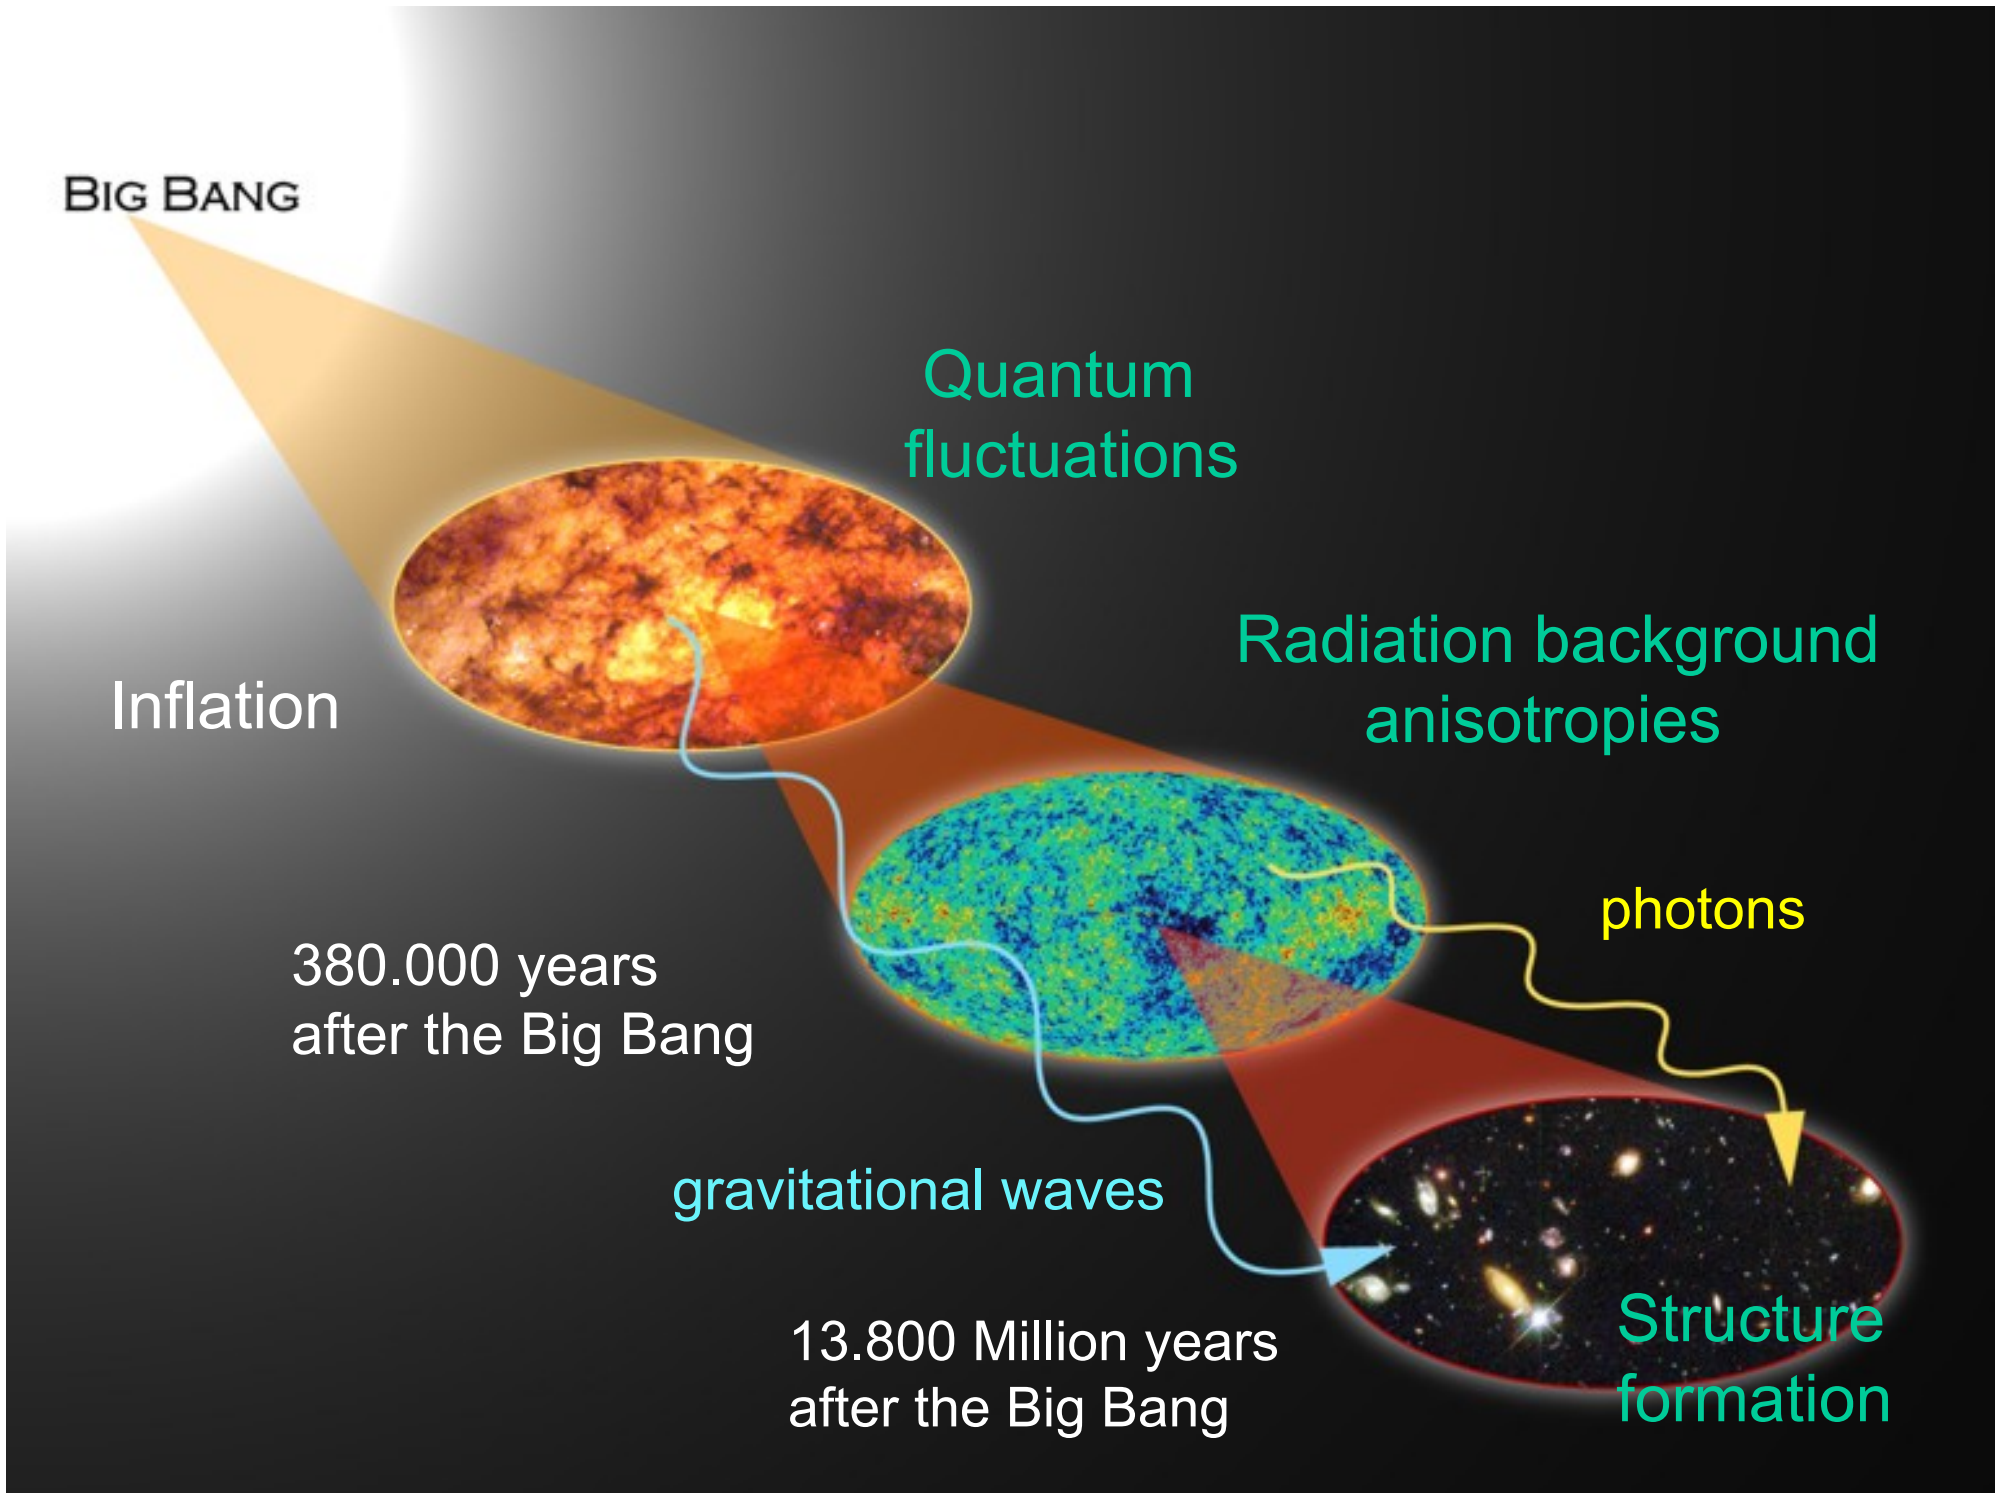 BIG BANG
Quantum
fluctuations
Inflation
Radiation background
anisotropies
photons
380.000 years
after the Big Bang
gravitational waves
13.800 Million years
after the Big Bang
Structure
formation